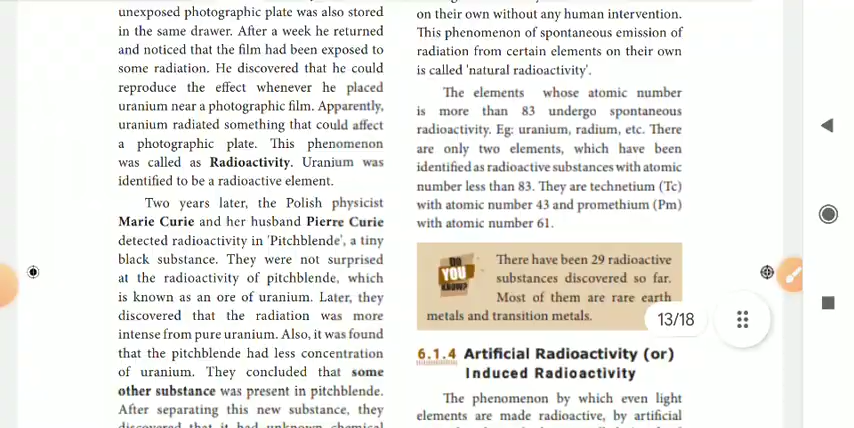 unexposed photographic plate was also stored
in the same drawer. After a week he returned
and noticed that the film had been exposed to
some radiation. He discovered that he could
reproduce the effect whenever he placed
uranium near a photographic film. Apparently,
uranium radiated something that could affect
a photographic plate. This phenomenon
was called as Radioactivity. Uranium was
identified to be a radioactive element.
Two years later, the Polish physicist
Marie Curie and her husband Pierre Curie
detected radioactivity in 'Pitchblende', a tiny
black substance. They were not surprised
at the radioactivity of pitchblende, which
is known as an ore of uranium. Later, they
discovered that the radiation was more
intense from pure uranium. Also, it was found
that the pitchblende had less concentration
of uranium. They concluded that some
other substance was present in pitchblende.
After separating this new substance, they
discovered that it had unknown chemical
on their own without any human intervention.
This phenomenon of spontaneous emission of
radiation from certain elements on their own
is called 'natural radioactivity'.
The elements whose atomic number
is more than 83 undergo spontaneous
radioactivity. Eg: uranium, radium, etc. There
are only two elements, which have been
identified as radioactive substances with atomic
number less than 83. They are technetium (Tc)
with atomic number 43 and promethium (Pm)
with atomic number 61.
DO
YOU
KNOW?
There have been 29 radioactive
substances discovered so far.
Most of them are rare earth
metals and transition metals.
13/18
6.1.4 Artificial Radioactivity (or)
Induced Radioactivity
The phenomenon by which even light
elements are made radioactive, by artificial